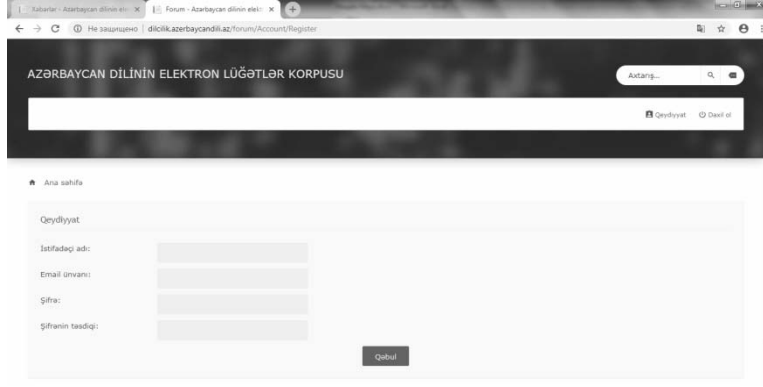 Xəbərlər - Azərbaycan dilinin ele
Forum - Azərbaycan dilinin elekt
Не защищено | dilcilik.azerbaycandili.az/forum/Account/Register
AZƏRBAYCAN DİLİNİN ELEKTRON LÜĞƏTLƏR KORPUSU
Axtarış...
Qeydiyyat Daxil ol
Ana səhifə
Qeydiyyat
İstifadəçi adı:
Email ünvanı:
Şifrə:
Şifrənin təsdiqi:
Qəbul